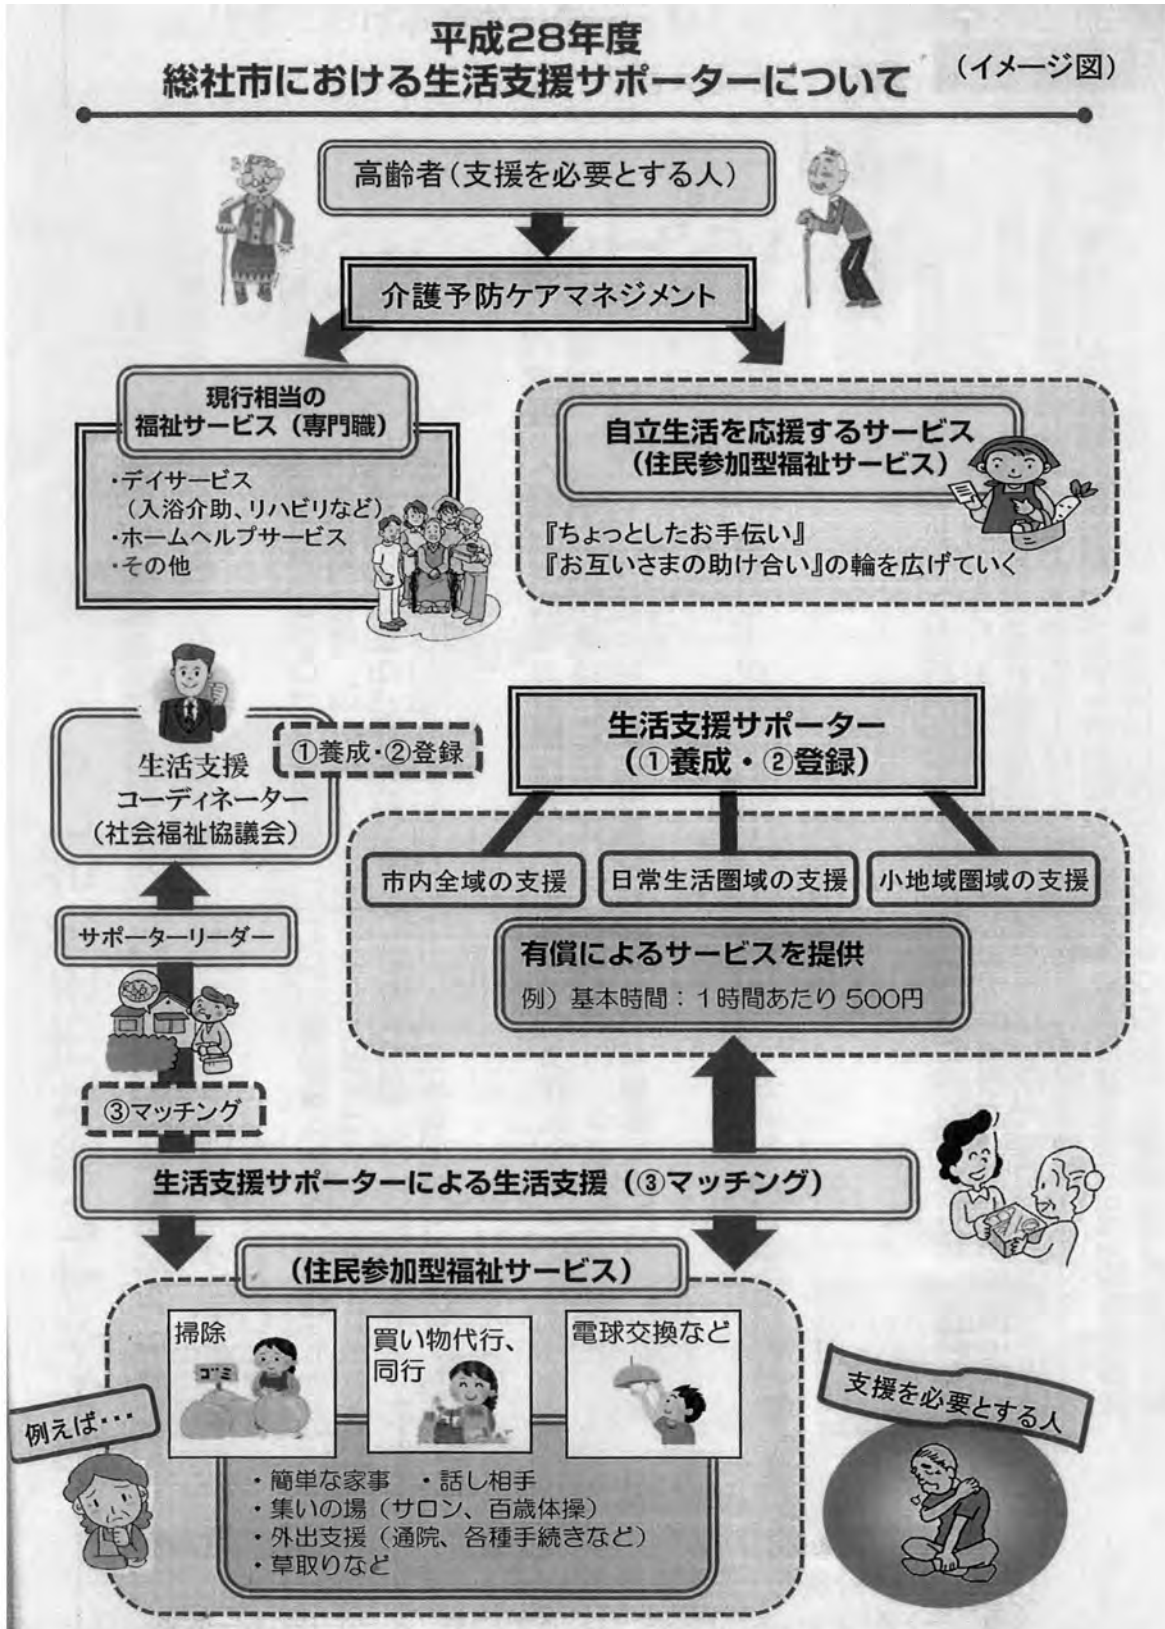 平成28年度
総社市における生活支援サポーターについて
（イメージ図）
高齢者（支援を必要とする人）
介護予防ケアマネジメント
現行相当の
福祉サービス（専門職）
・デイサービス
（入浴介助、リハビリなど）
・ホームヘルプサービス
・その他
自立生活を応援するサービス
（住民参加型福祉サービス）
『ちょっとしたお手伝い』
『お互いさまの助け合い』の輪を広げていく
①養成・②登録
生活支援
コーディネーター
（社会福祉協議会）
生活支援サポーター
（①養成・②登録）
市内全域の支援
日常生活圏域の支援
小地域圏域の支援
サポーターリーダー
有償によるサービスを提供
例）基本時間：1時間あたり 500円
③マッチング
生活支援サポーターによる生活支援（③マッチング）
（住民参加型福祉サービス）
掃除
ゴミ
買い物代行、
同行
電球交換など
例えば・・・
支援を必要とする人
・簡単な家事　・話し相手
・集いの場（サロン、百歳体操）
・外出支援（通院、各種手続きなど）
・草取りなど